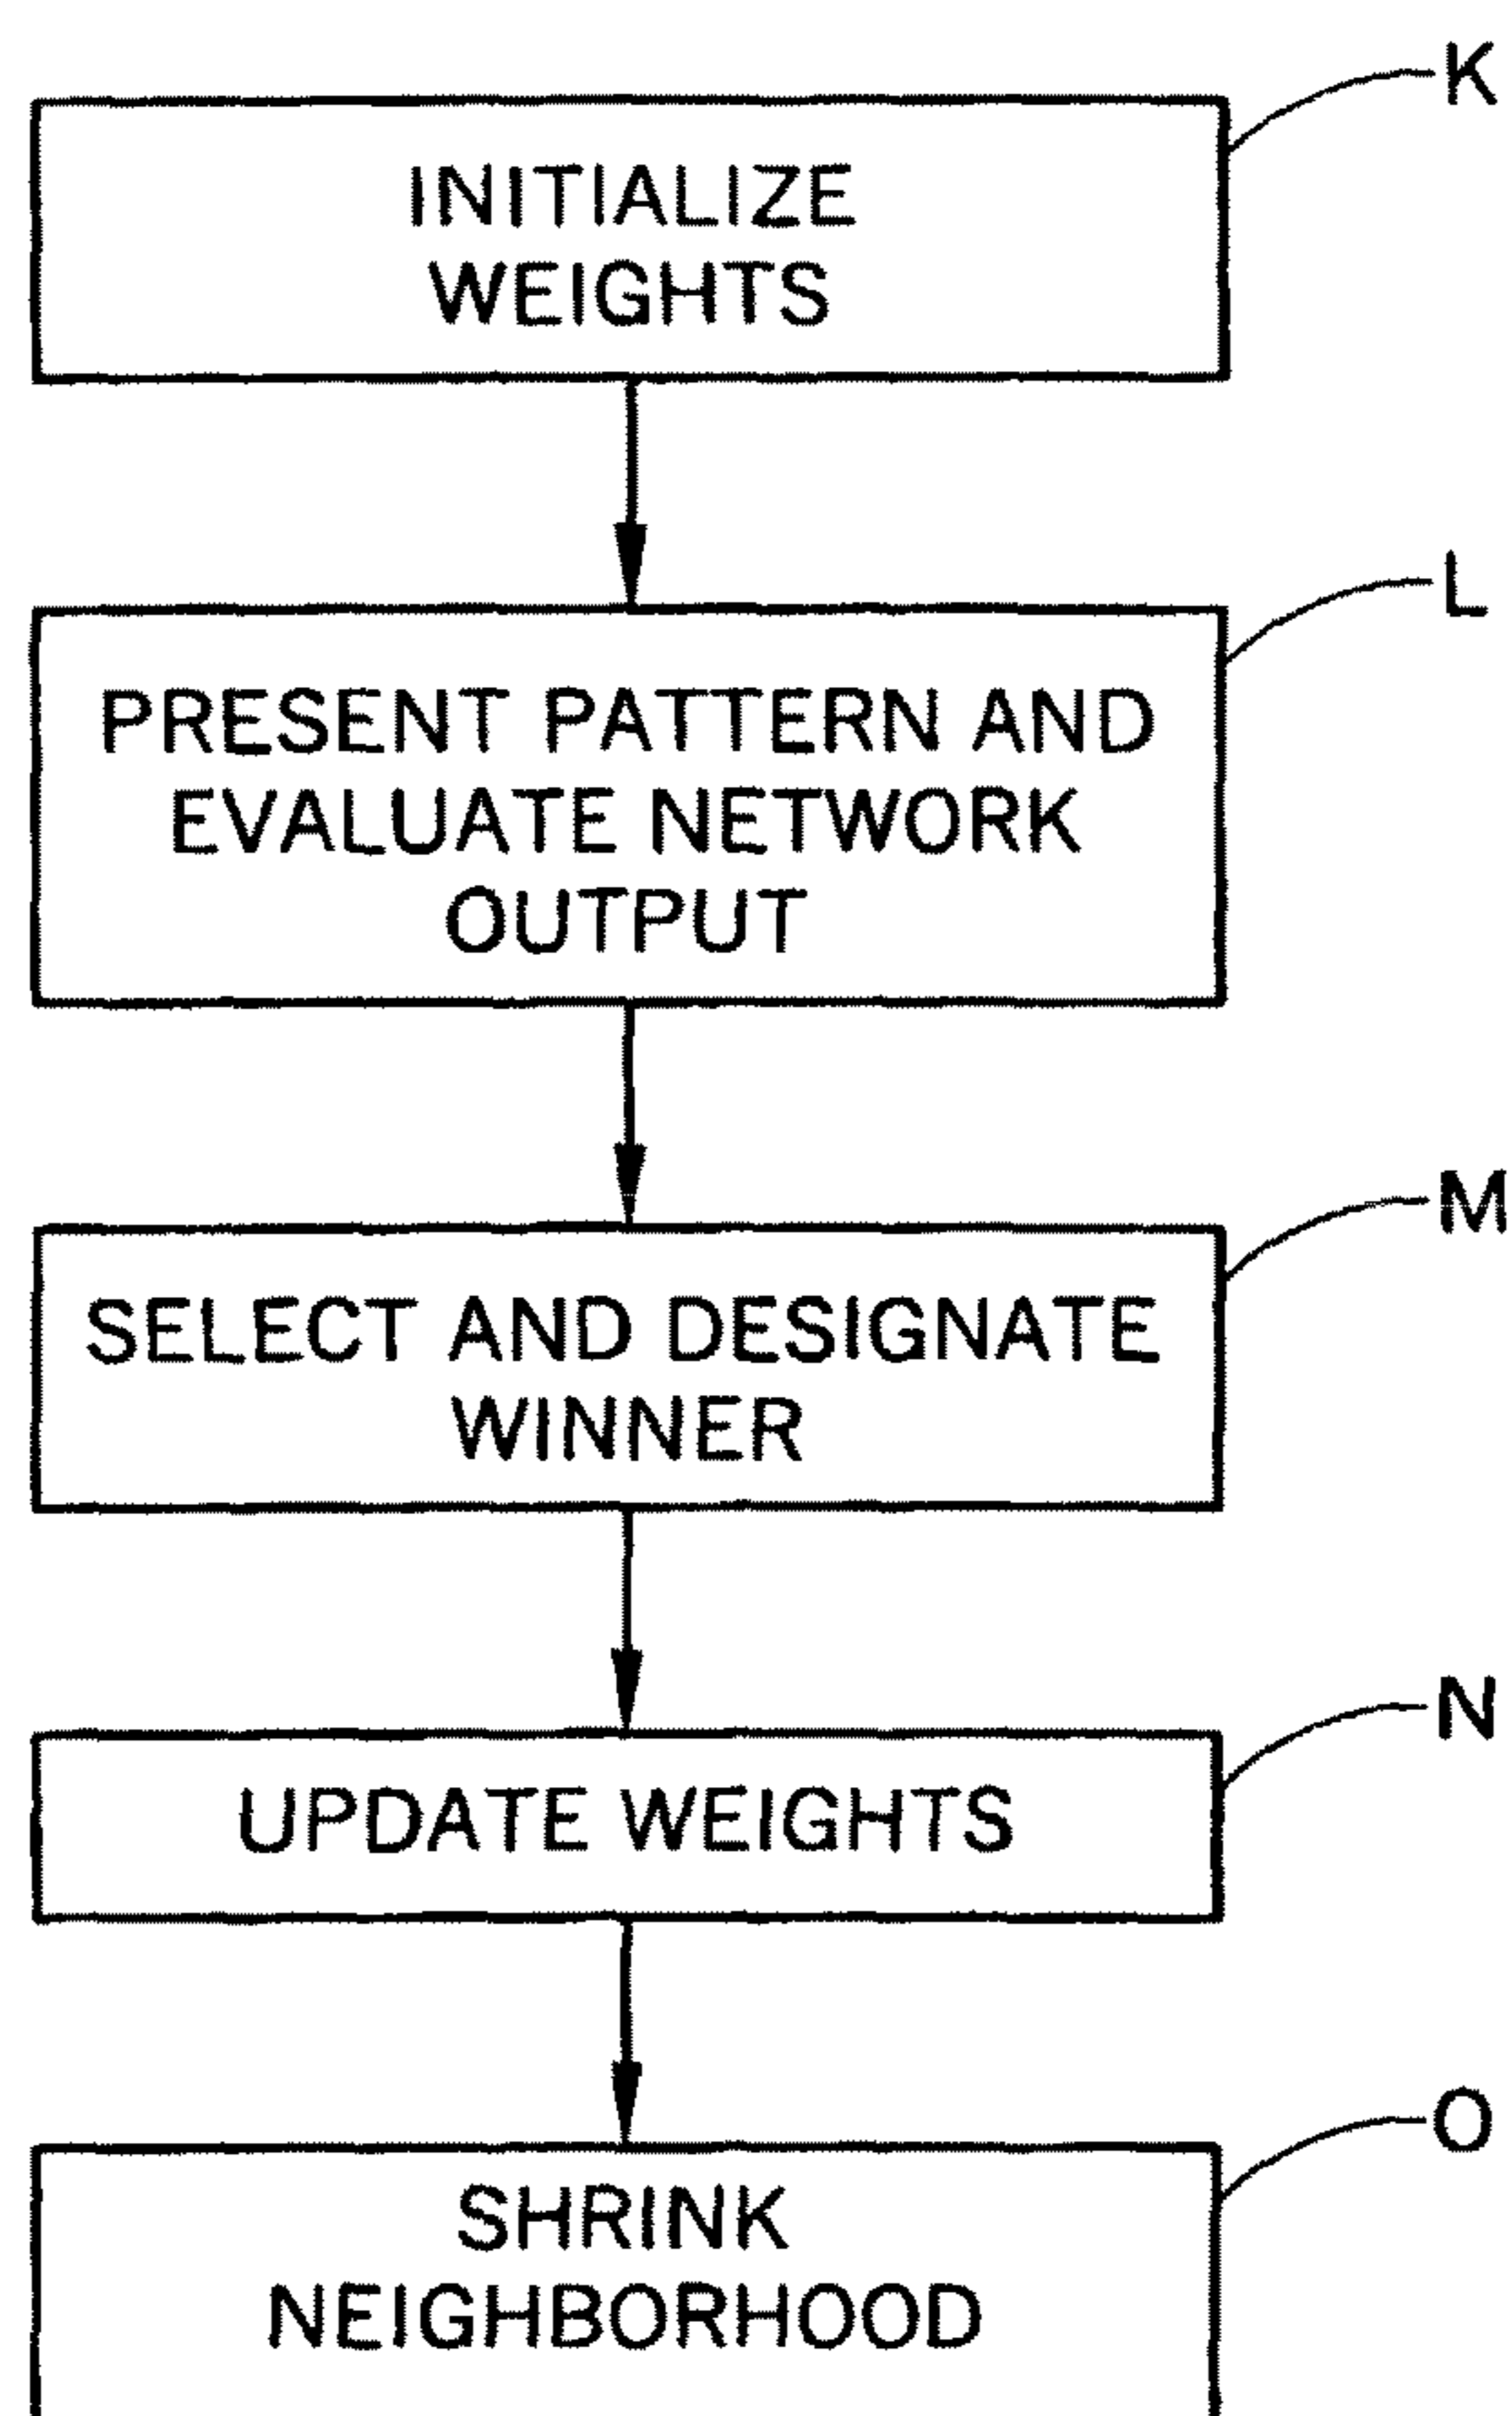 K
INITIALIZE
WEIGHTS
L
PRESENT PATTERN AND
EVALUATE NETWORK
OUTPUT
M
SELECT AND DESIGNATE
WINNER
N
UPDATE WEIGHTS
O
SHRINK
NEIGHBORHOOD